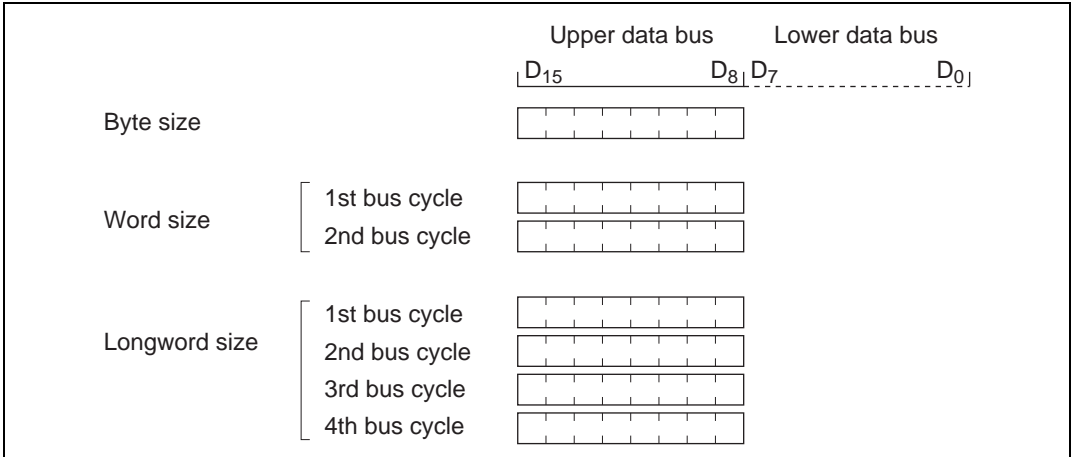 Upper data bus Lower data bus
D15 D8 D7 D0
Byte size
Word size
1st bus cycle
2nd bus cycle
Longword size
1st bus cycle
2nd bus cycle
3rd bus cycle
4th bus cycle